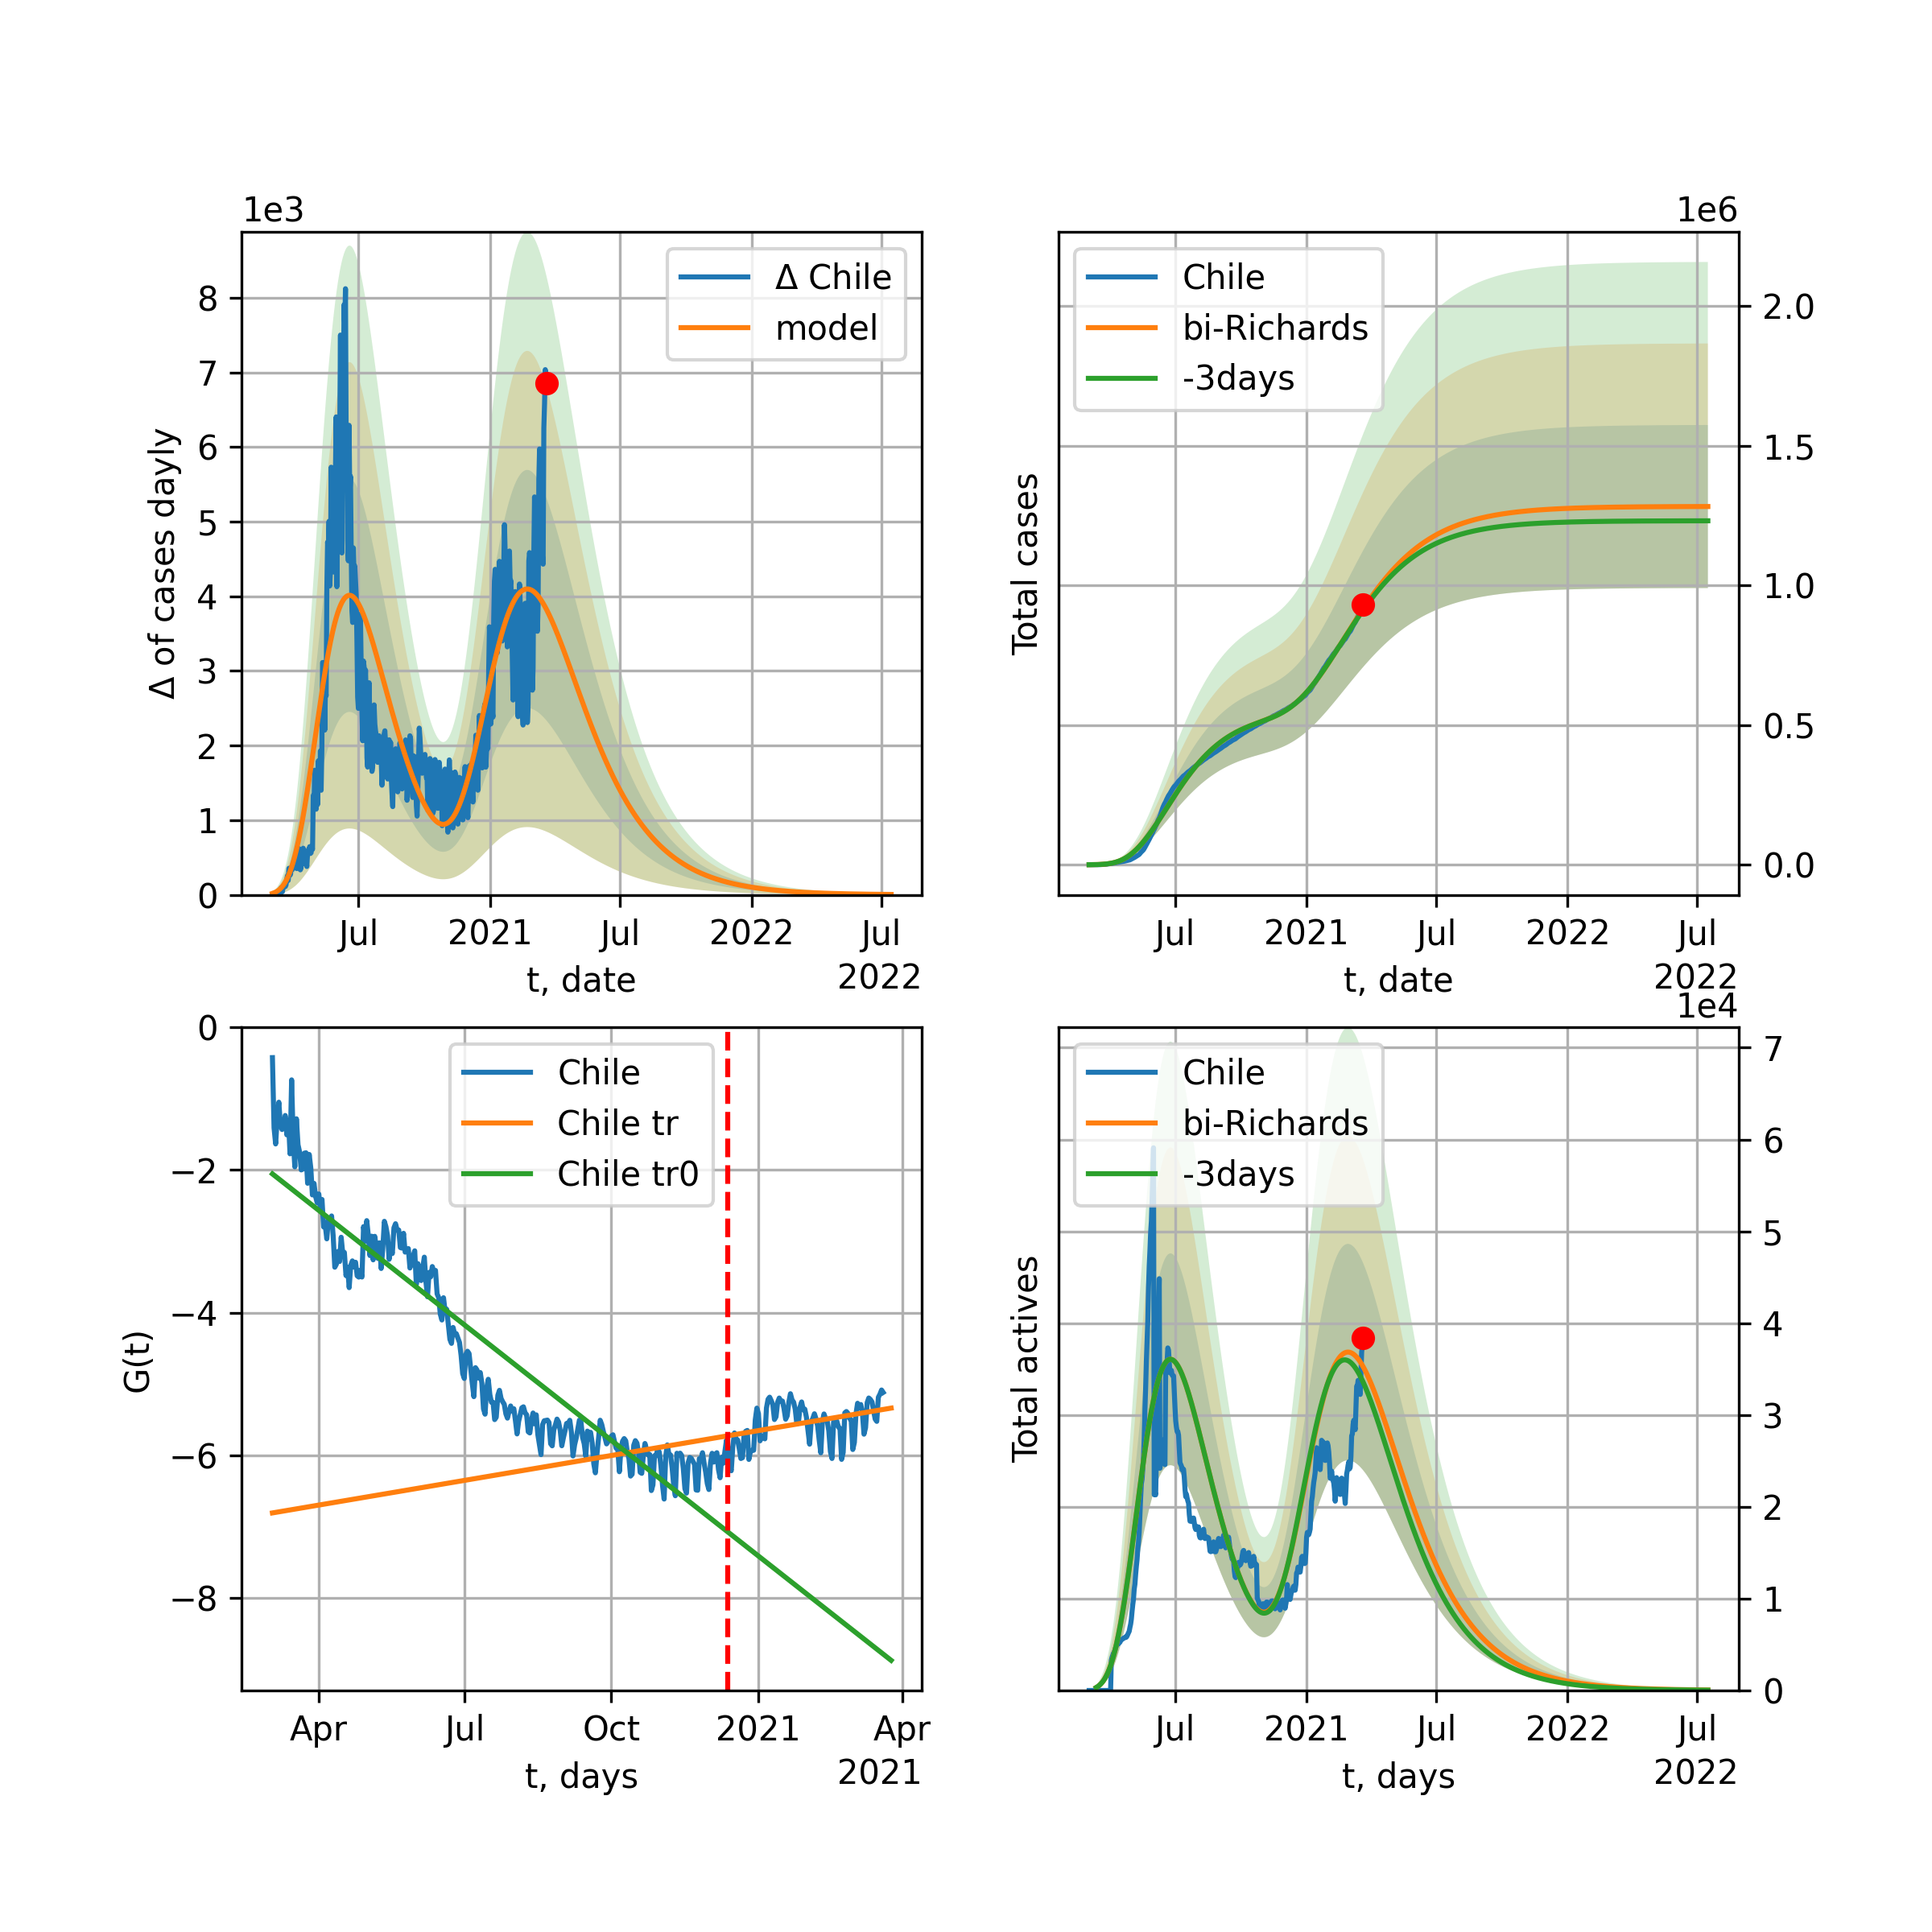 1e3
Δ of cases dayly
8
7
6
5
4
3
2
1
0
Δ Chile
model
Jul
2021
Jul
2022
Jul
2022
t, date
1e6
Total cases
Chile
bi-Richards
-3days
2.0
1.5
1.0
0.5
0.0
Jul
2021
Jul
2022
Jul
2022
t, date
G(t)
0
−2
−4
−6
−8
Chile
Chile tr
Chile tr0
Apr
Jul
Oct
2021
Apr
2021
t, days
1e4
Total actives
Chile
bi-Richards
-3days
7
6
5
4
3
2
1
0
Jul
2021
Jul
2022
Jul
2022
t, days